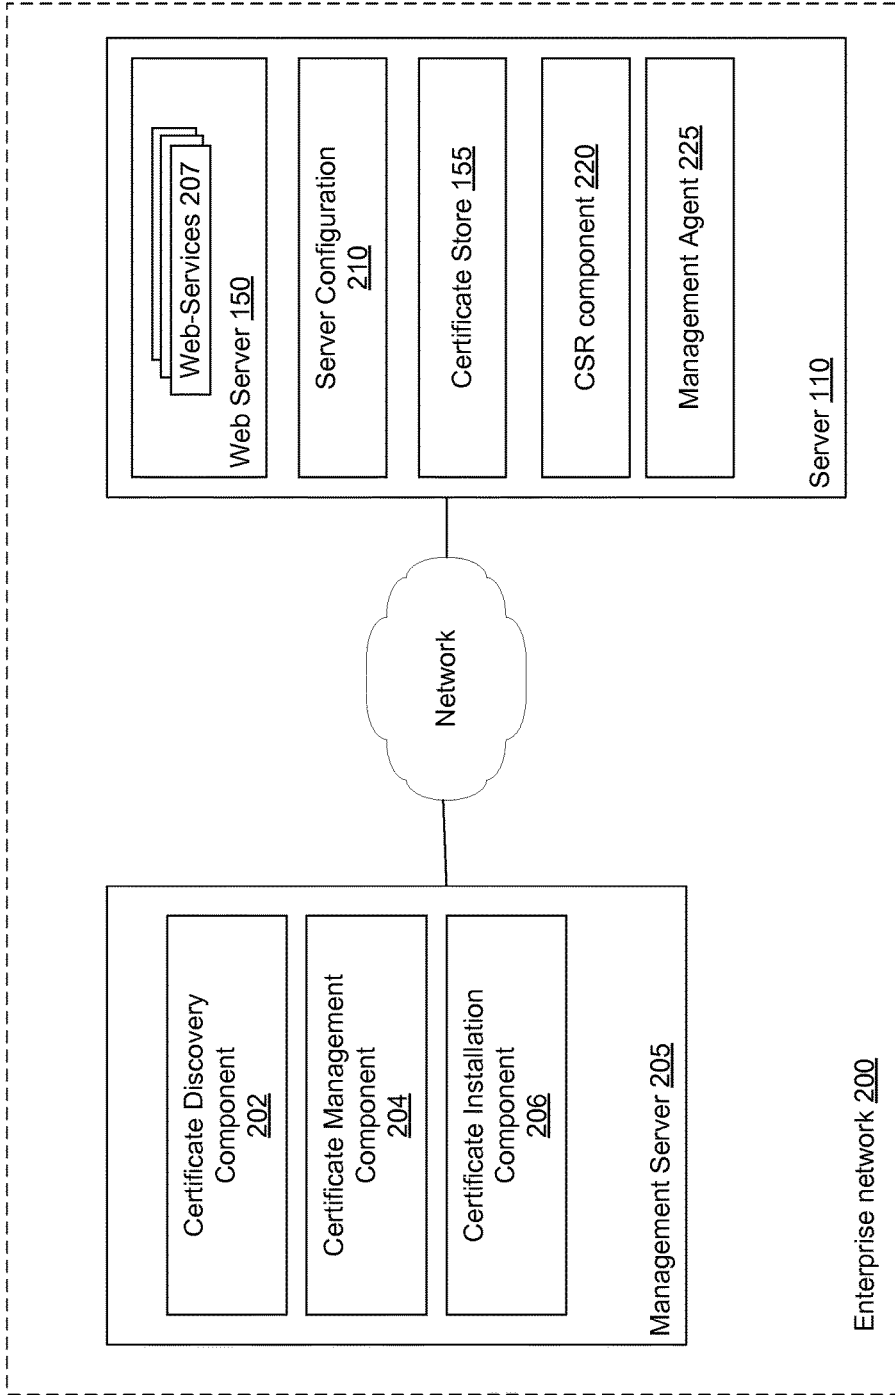 Certificate Discovery
Component
202
Certificate Management
Component
204
Certificate Installation
Component
206
Management Server 205
Network
Web-Services 207
Web Server 150
Server Configuration
210
Certificate Store 155
CSR component 220
Management Agent 225
Server 110
Enterprise network 200